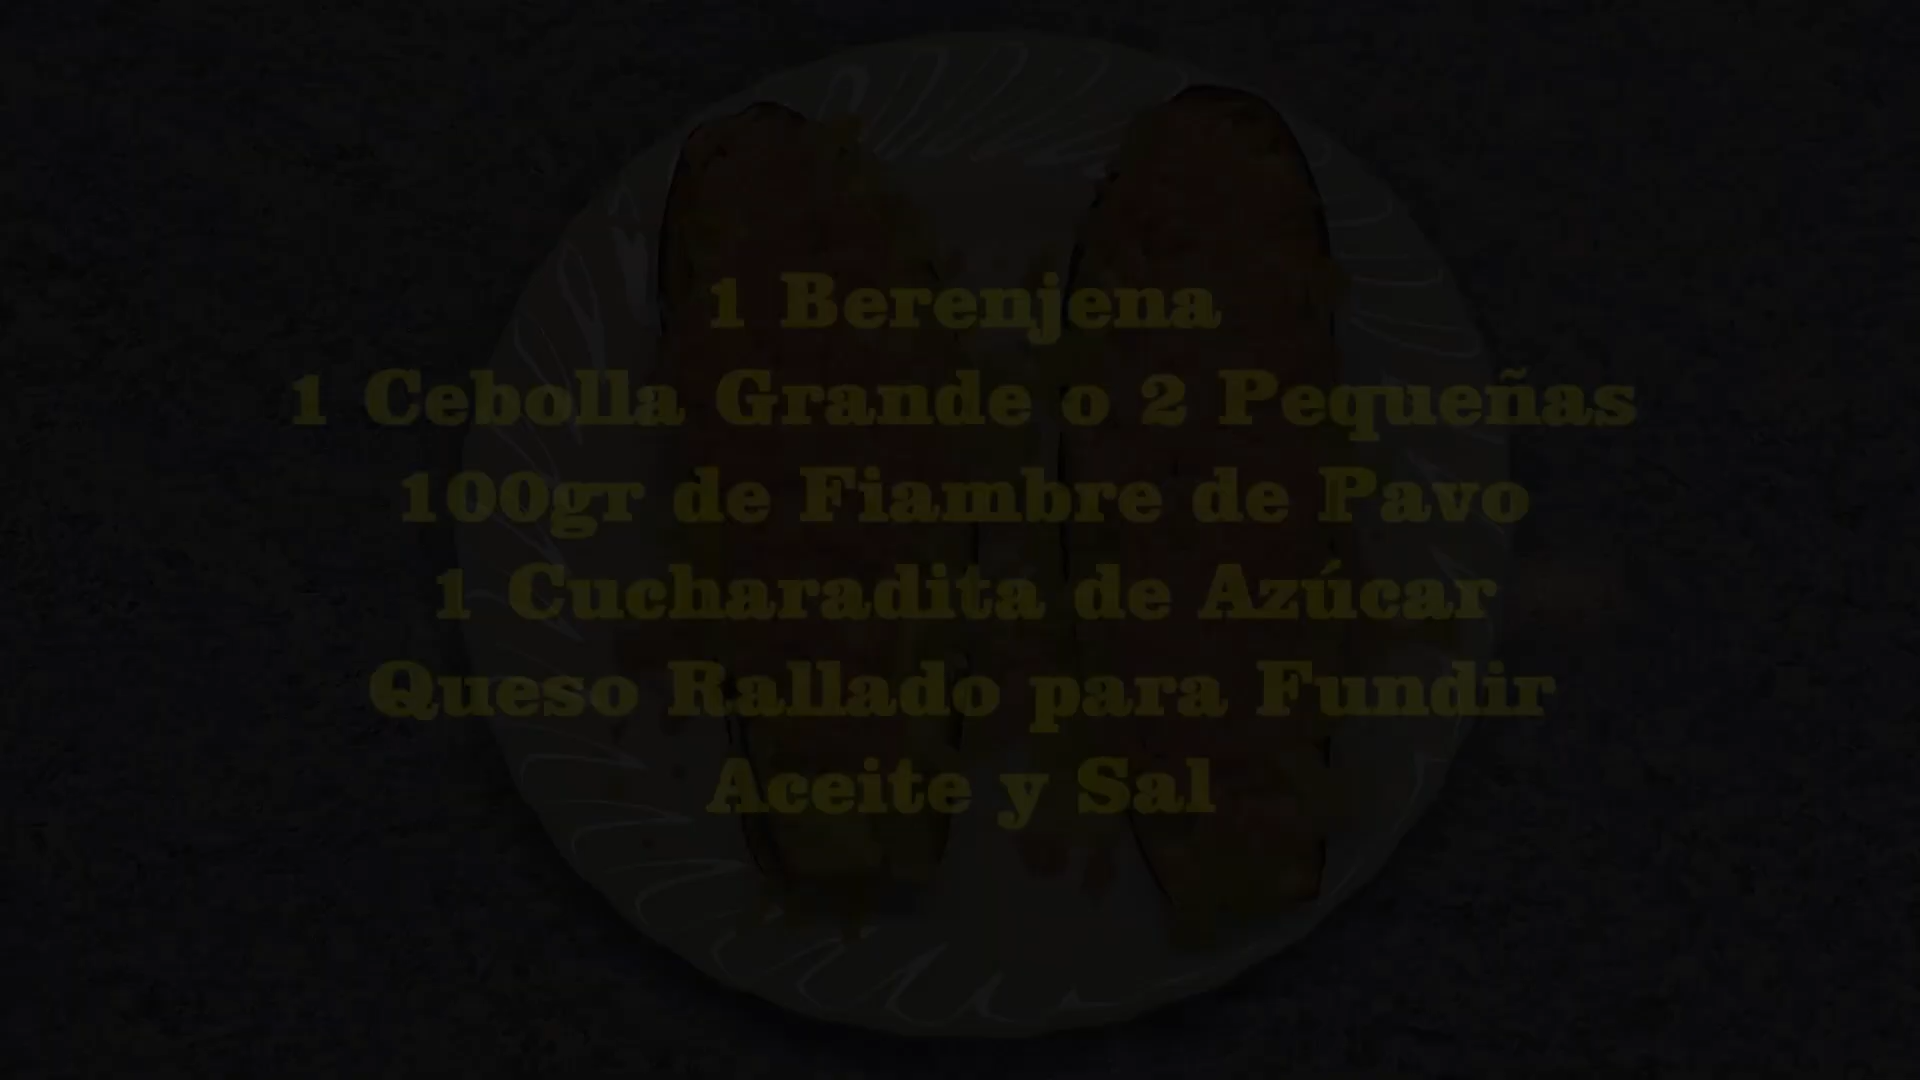 1 Berenjena
1 Cebolla Grande o 2 Pequeñas
100gr de Fiambre de Pavo
1 Cucharadita de Azúcar
Queso Rallado para Fundir
Aceite y Sal